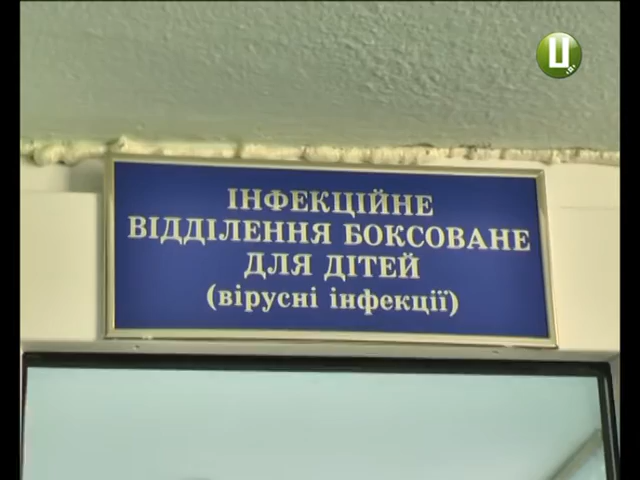 Ц
ІНФЕКЦІЙНЕ
ВІДДІЛЕННЯ БОКСОВАНЕ
ДЛЯ ДІТЕЙ
(вірусні інфекції)